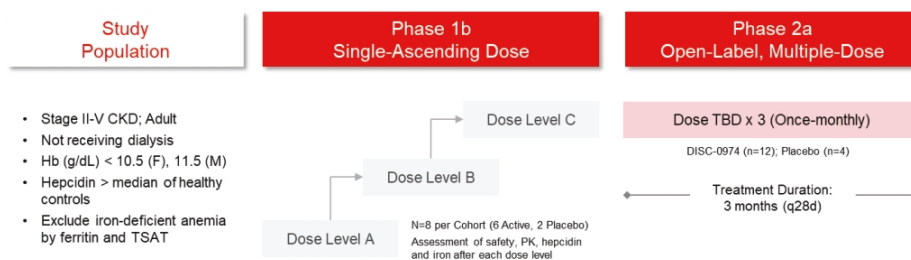 Study
Population
Phase 1b
Single-Ascending Dose
Phase 2a
Open-Label, Multiple-Dose
• Stage II-V CKD; Adult
• Not receiving dialysis
• Hb (g/dL) < 10.5 (F), 11.5 (M)
• Hepcidin > median of healthy
controls
• Exclude iron-deficient anemia
by ferritin and TSAT
Dose Level C
Dose Level B
Dose Level A
N=8 per Cohort (6 Active, 2 Placebo)
Assessment of safety, PK, hepcidin
and iron after each dose level
Dose TBD x 3 (Once-monthly)
DISC-0974 (n=12); Placebo (n=4)
Treatment Duration:
3 months (q28d)